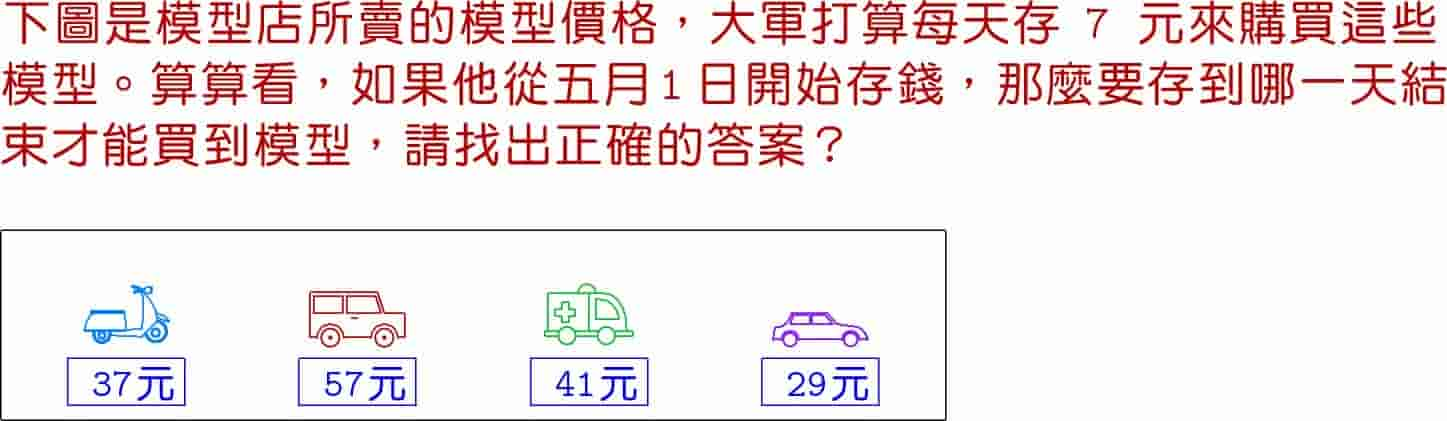 下圖是模型店所賣的模型價格，大軍打算每天存 7 元來購買這些
模型。算算看，如果他從五月1日開始存錢，那麼要存到哪一天結
束才能買到模型，請找出正確的答案？
37元 57元 41元 29元